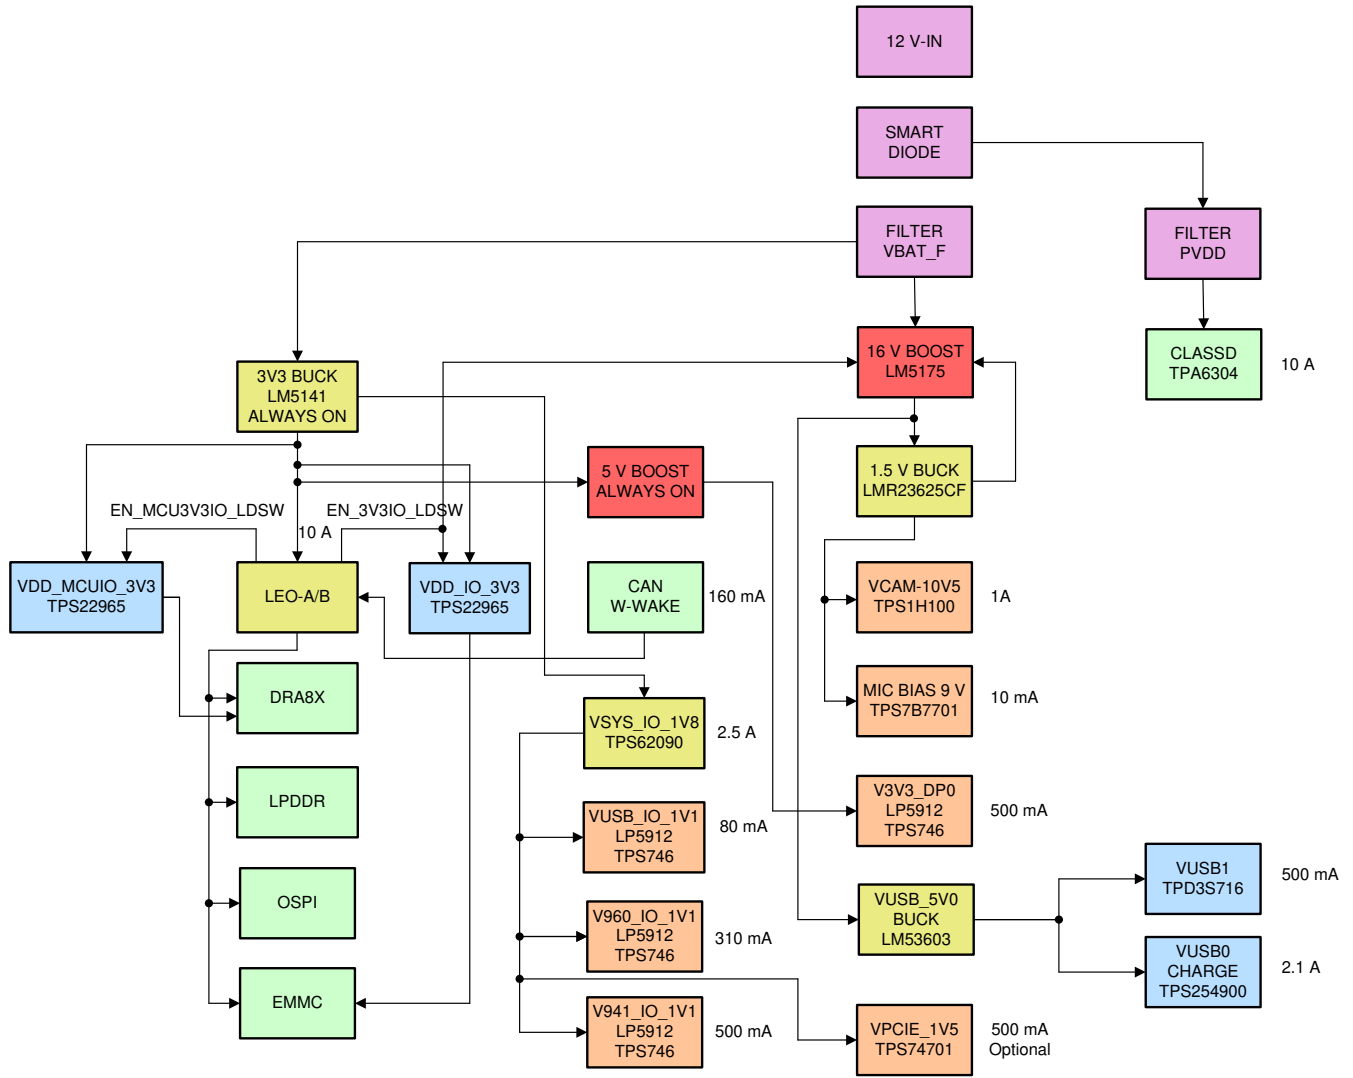 12 V-IN
SMART
DIODE
FILTER
VBAT_F
FILTER
PVDD
16 V BOOST
LM5175
CLASSD
TPA6304
10 A
3V3 BUCK
LM5141
ALWAYS ON
5 V BOOST
ALWAYS ON
1.5 V BUCK
LMR23625CF
EN_MCU3V3IO_LDSW
EN_3V3IO_LDSW
10 A
VDD_MCUIO_3V3
TPS22965
LEO-A/B
VDD_IO_3V3
TPS22965
CAN
W-WAKE
160 mA
VCAM-10V5
TPS1H100
1A
DRA8X
VSYS_IO_1V8
TPS62090
2.5 A
MIC BIAS 9 V
TPS7B7701
10 mA
LPDDR
VUSB_IO_1V1
LP5912
TPS746
80 mA
V3V3_DP0
LP5912
TPS746
500 mA
OSPI
V960_IO_1V1
LP5912
TPS746
310 mA
VUSB_5V0
BUCK
LM53603
VUSB1
TPD3S716
500 mA
VUSB0
CHARGE
TPS254900
2.1 A
EMMC
V941_IO_1V1
LP5912
TPS746
500 mA
VPCIE_1V5
TPS74701
500 mA
Optional